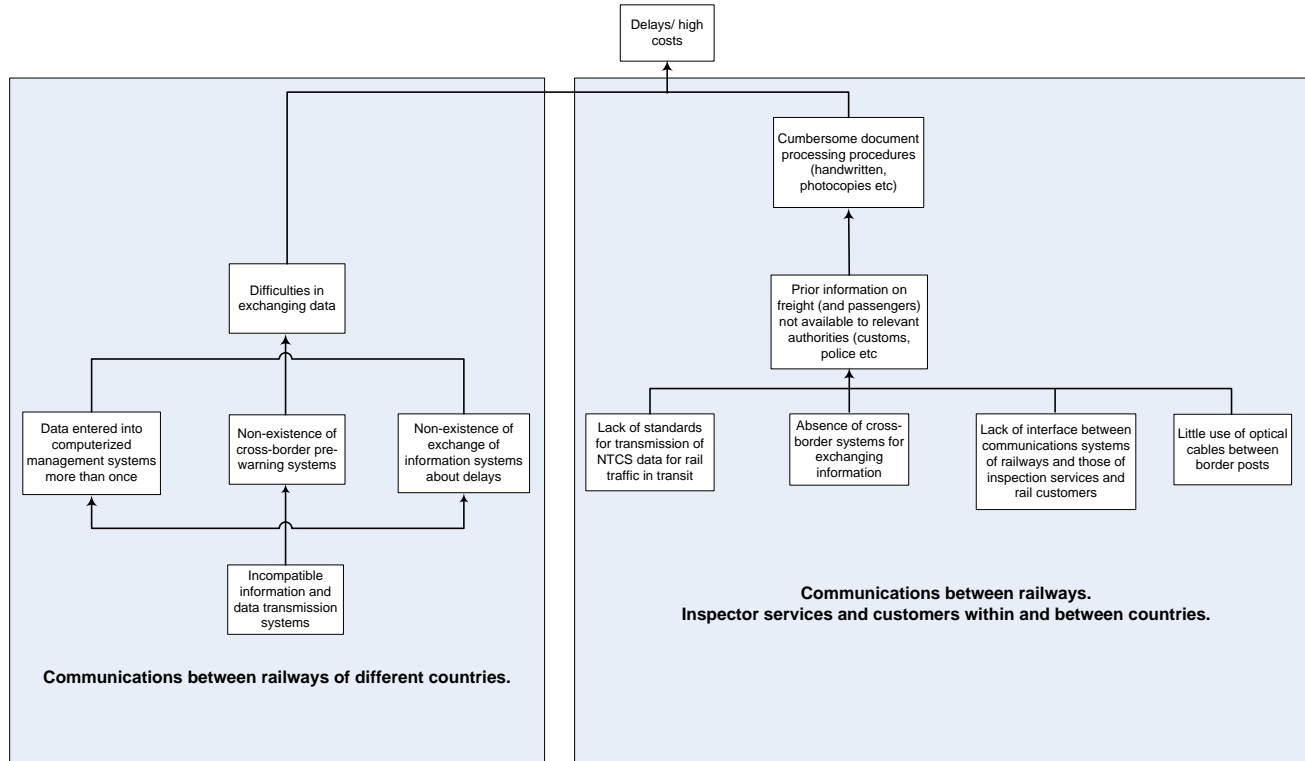 Delays/ high
costs
Difficulties in
exchanging data
Data entered into
computerized
management systems
more than once
Non-existence of
cross-border pre-
warning systems
Non-existence of
exchange of
information systems
about delays
Incompatible
information and
data transmission
systems
Communications between railways of different countries.
Cumbersome document
processing procedures
(handwritten,
photocopies etc)
Prior information on
freight (and passengers)
not available to relevant
authorities (customs,
police etc
Lack of standards
for transmission of
NTCS data for rail
traffic in transit
Absence of cross-
border systems for
exchanging
information
Lack of interface between
communications systems
of railways and those of
inspection services and
rail customers
Little use of optical
cables between
border posts
Communications between railways.
Inspector services and customers within and between countries.